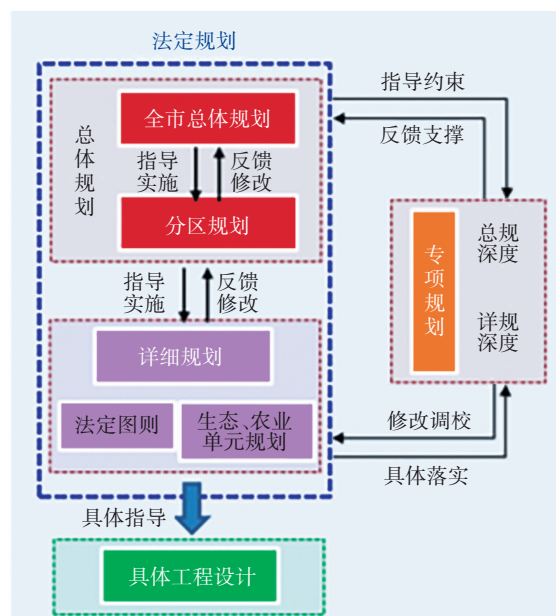 法定规划
总体规划
全市总体规划
指导
实施
反馈
修改
分区规划
指导
实施
反馈
修改
详细规划
法定图则
生态、农业
单元规划
具体指导
具体工程设计
指导约束
反馈支撑
专项规划
总规
深度
详规
深度
修改调校
具体落实